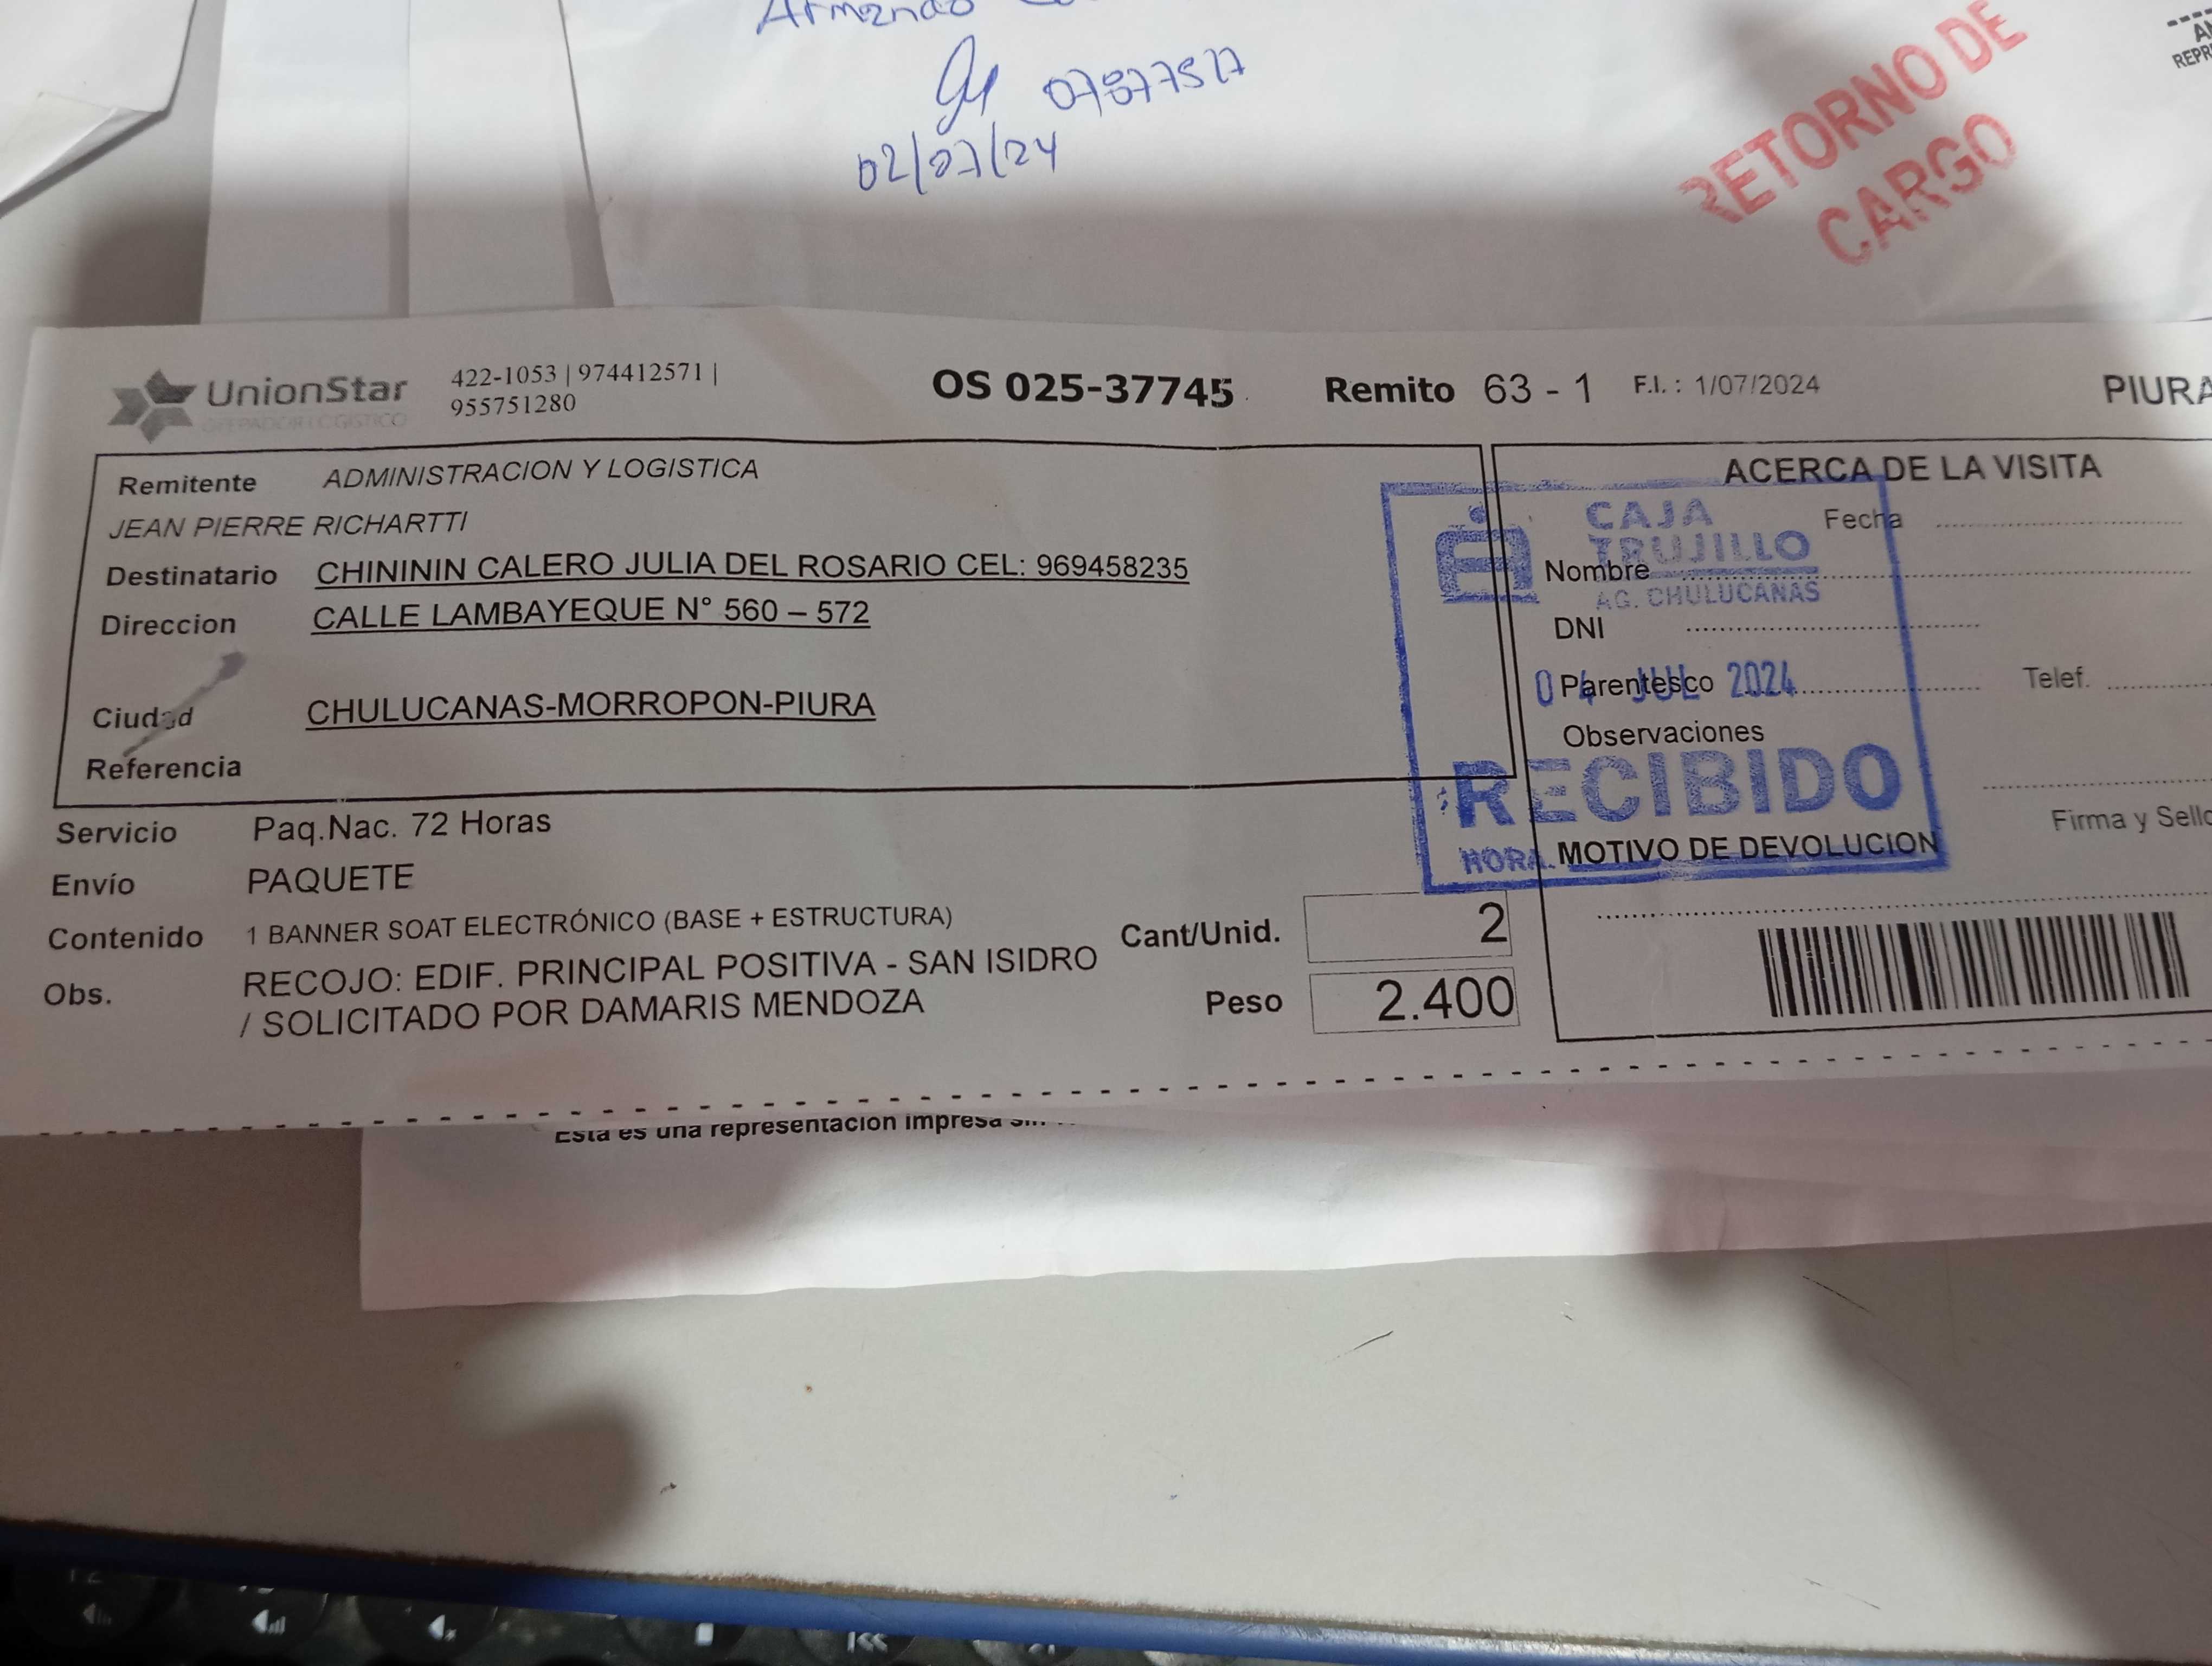 Armando
07877517
02/07/24
RETORNO DE
CARGO
UnionStar
OPERADOR LOGISTICO
422-1053 | 974412571 |
955751280
OS 025-37745
Remito 63 - 1
F.I. : 1/07/2024
PIURA
Remitente ADMINISTRACION Y LOGISTICA
JEAN PIERRE RICHARTTI
Destinatario CHINININ CALERO JULIA DEL ROSARIO CEL: 969458235
Direccion CALLE LAMBAYEQUE N° 560 – 572
Ciudad CHULUCANAS-MORROPON-PIURA
Referencia
Servicio Paq.Nac. 72 Horas
Envío PAQUETE
Contenido 1 BANNER SOAT ELECTRÓNICO (BASE + ESTRUCTURA)
Obs. RECOJO: EDIF. PRINCIPAL POSITIVA - SAN ISIDRO
/ SOLICITADO POR DAMARIS MENDOZA
Cant/Unid. 2
Peso 2.400
ACERCA DE LA VISITA
Fecha
Nombre
DNI
Parentesco
Telef.
Observaciones
Firma y Sello
MOTIVO DE DEVOLUCION
CAJA
TRUJILLO
AG. CHULUCANAS
04 JUL 2024
RECIBIDO
HORA
Esta es una representación impresa